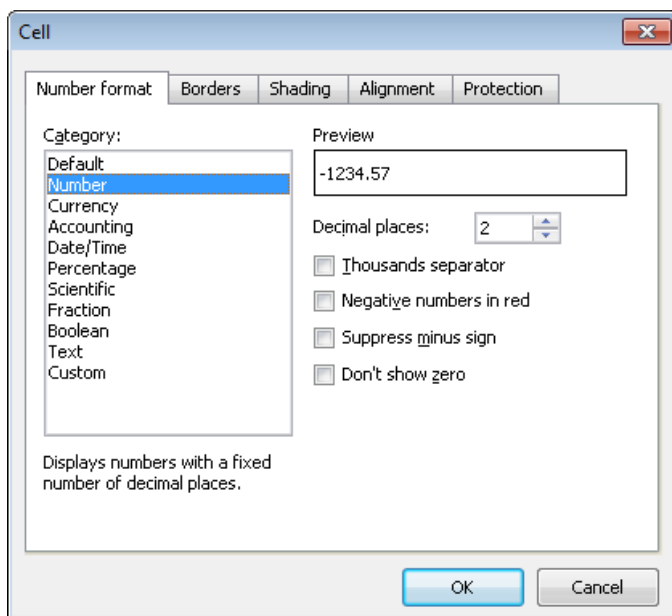 Cell
Number format Borders Shading Alignment Protection
Category:
Default
Number
Currency
Accounting
Date/Time
Percentage
Scientific
Fraction
Boolean
Text
Custom
Displays numbers with a fixed
number of decimal places.
Preview
-1234.57
Decimal places: 2
Thousands separator
Negative numbers in red
Suppress minus sign
Don't show zero
OK Cancel